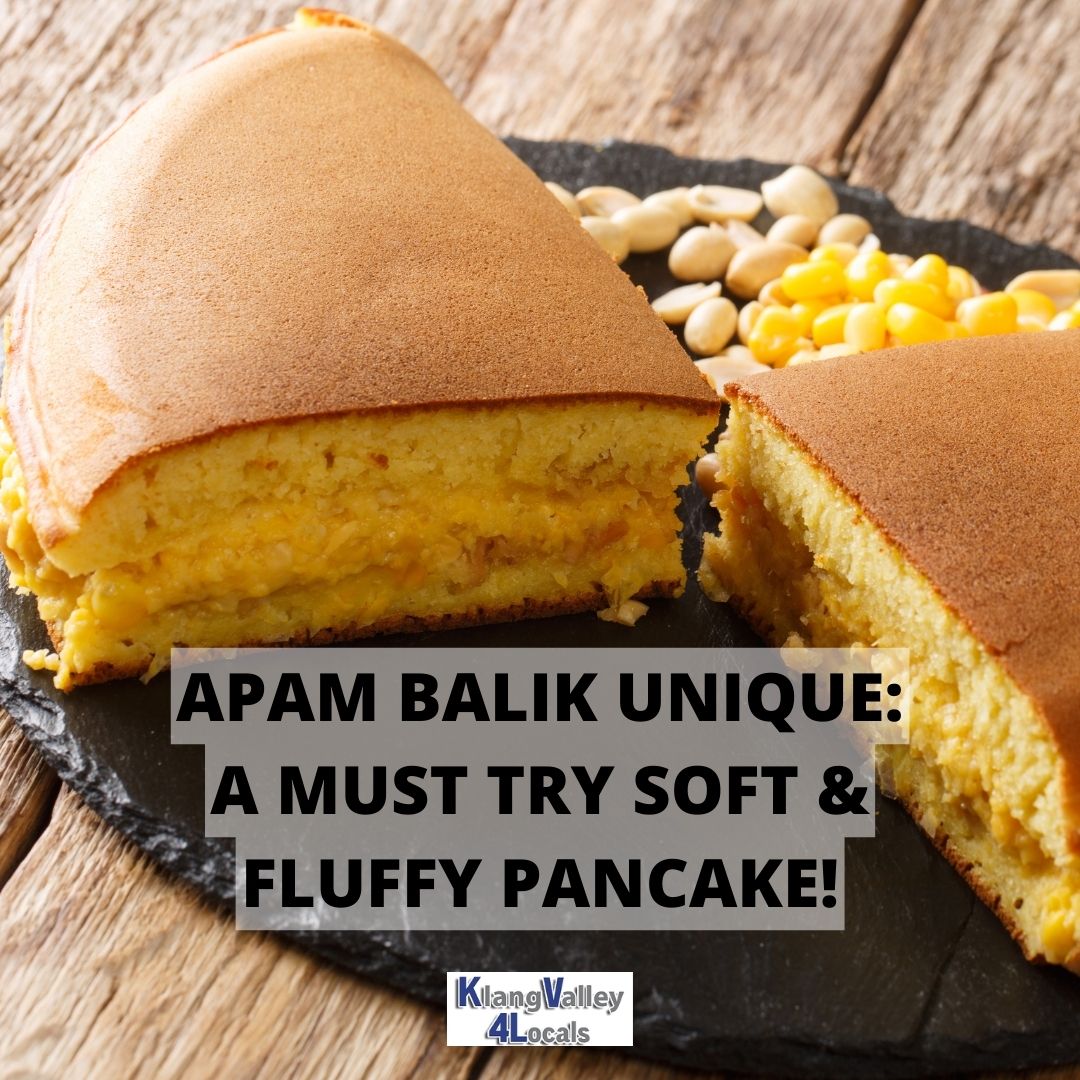 APAM BALIK UNIQUE:
A MUST TRY SOFT &
FLUFFY PANCAKE!
KlangValley
4Locals